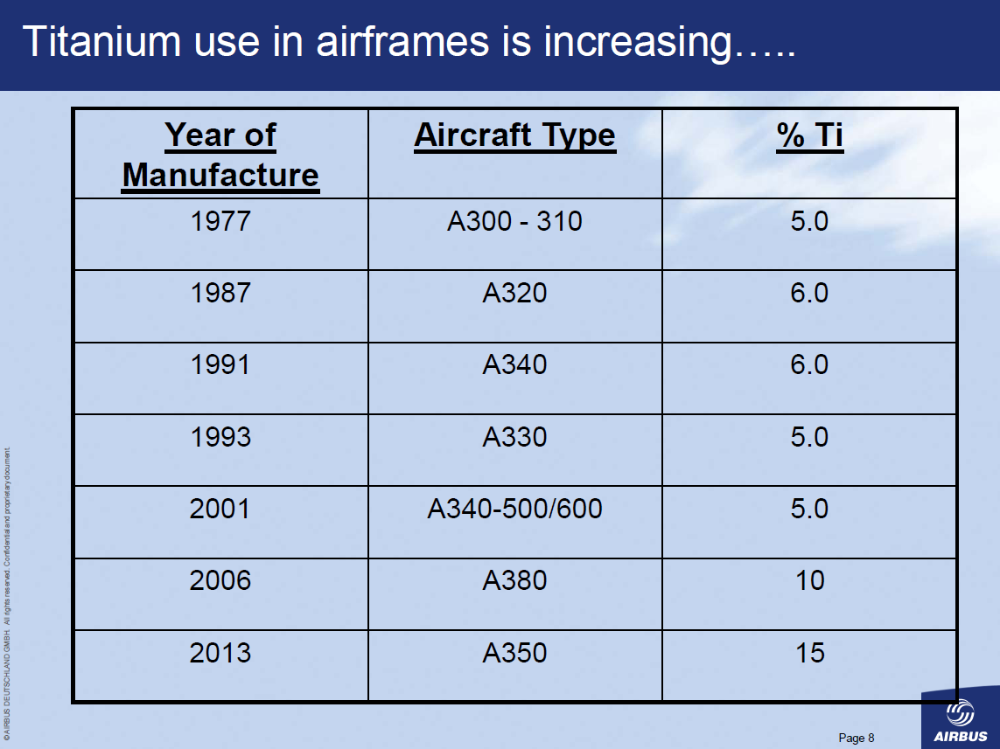 Titanium use in airframes is increasing…..
Year of Manufacture Aircraft Type % Ti
1977 A300 - 310 5.0
1987 A320 6.0
1991 A340 6.0
1993 A330 5.0
2001 A340-500/600 5.0
2006 A380 10
2013 A350 15
© AIRBUS DEUTSCHLAND GMBH. All rights reserved. Confidential and proprietary document.
Page 8
AIRBUS